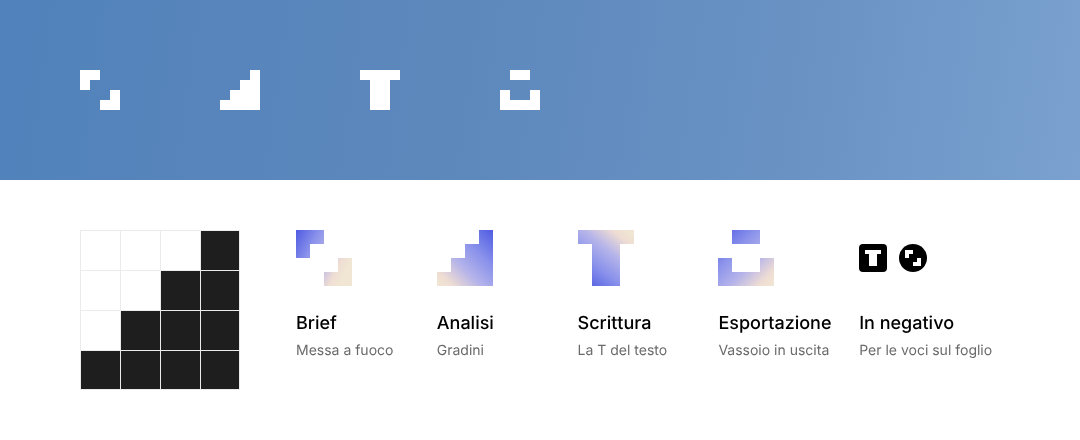 Brief
Messa a fuoco
Analisi
Gradini
Scrittura
La T del testo
Esportazione
Vassoio in uscita
In negativo
Per le voci sul foglio